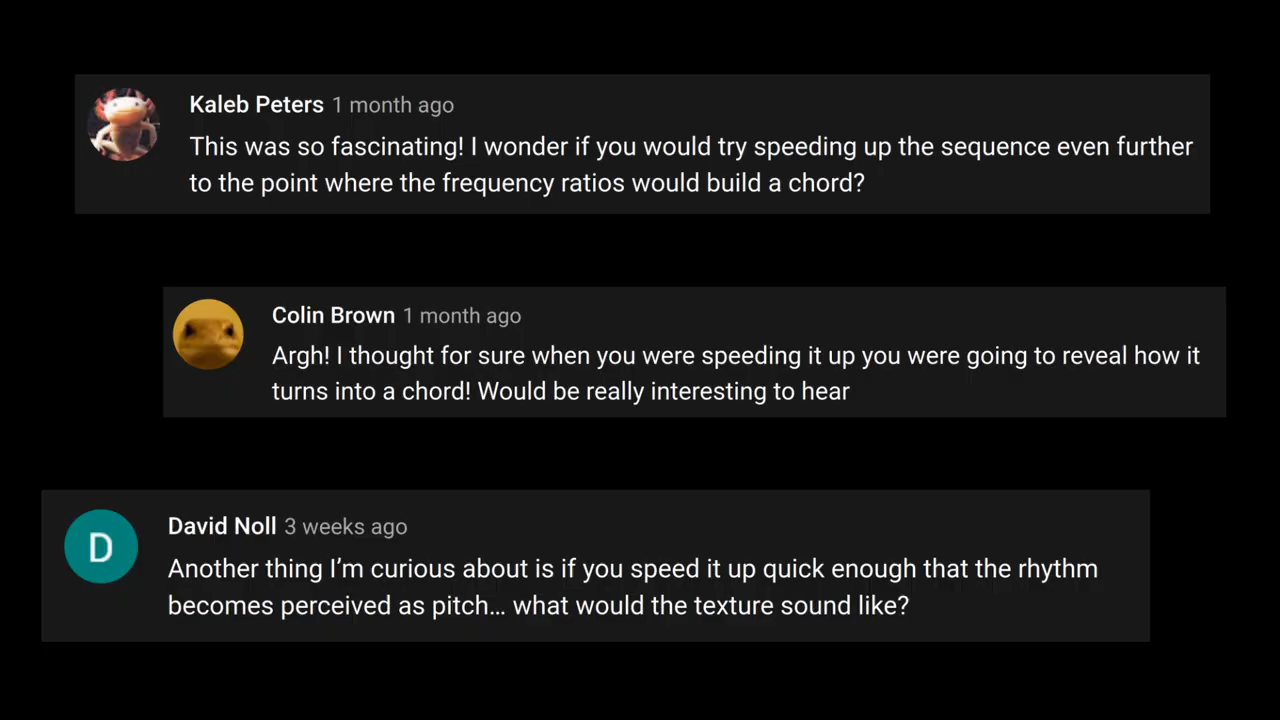 Kaleb Peters 1 month ago
This was so fascinating! I wonder if you would try speeding up the sequence even further
to the point where the frequency ratios would build a chord?
Colin Brown 1 month ago
Argh! I thought for sure when you were speeding it up you were going to reveal how it
turns into a chord! Would be really interesting to hear
D
David Noll 3 weeks ago
Another thing I’m curious about is if you speed it up quick enough that the rhythm
becomes perceived as pitch… what would the texture sound like?